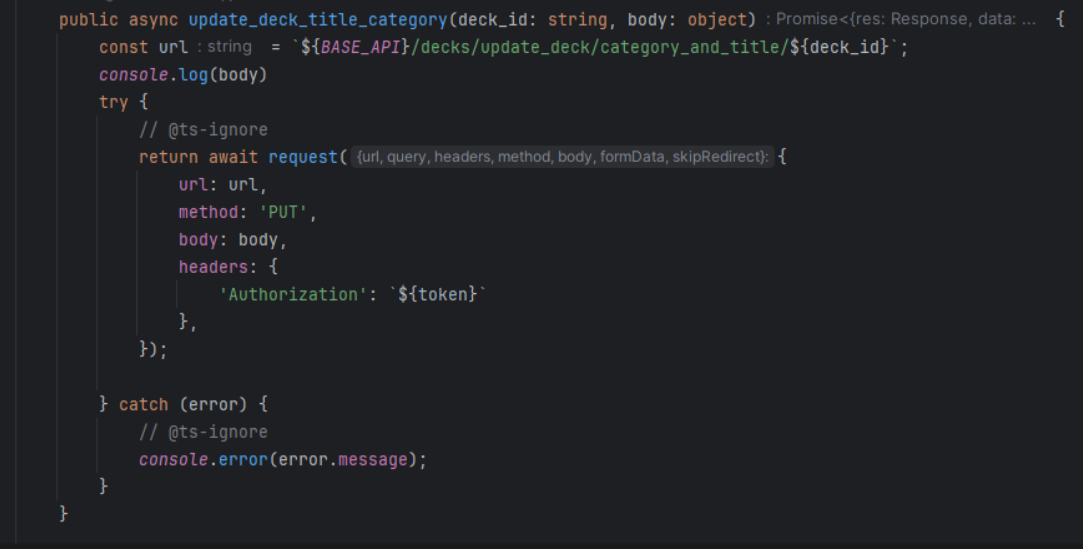 public async update_deck_title_category(deck_id: string, body: object) : Promise<{res: Response, data: ... {
    const url : string = `${BASE_API}/decks/update_deck/category_and_title/${deck_id}`;
    console.log(body)
    try {
        // @ts-ignore
        return await request( {url, query, headers, method, body, formData, skipRedirect}: {
            url: url,
            method: 'PUT',
            body: body,
            headers: {
                'Authorization': `${token}`
            },
        });
    } catch (error) {
        // @ts-ignore
        console.error(error.message);
    }
}